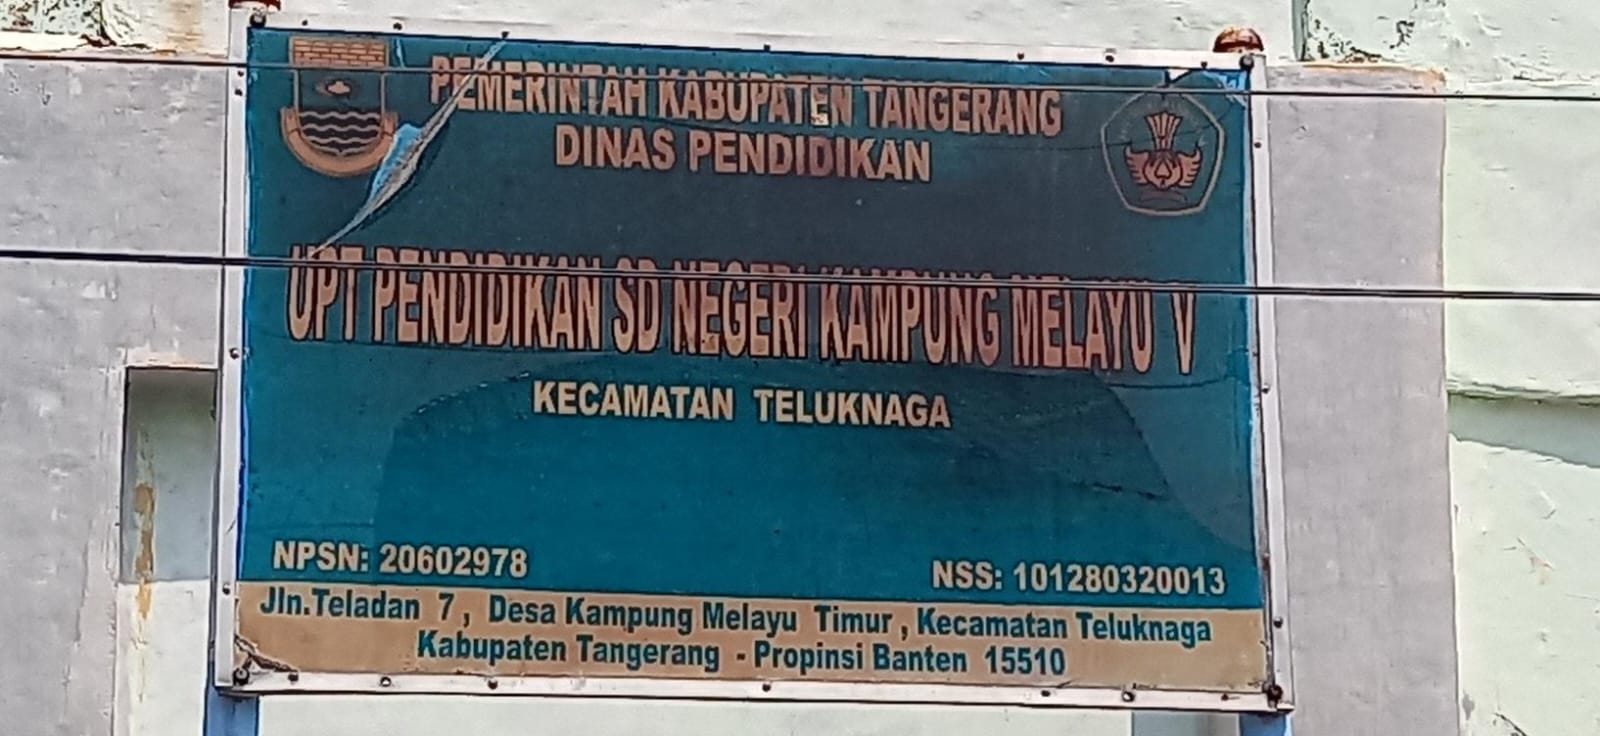 PEMERINTAH KABUPATEN TANGERANG
DINAS PENDIDIKAN
UPT PENDIDIKAN SD NEGERI KAMPUNG MELAYU V
KECAMATAN TELUKNAGA
NPSN: 20602978 NSS: 101280320013
Jln.Teladan 7 , Desa Kampung Melayu Timur , Kecamatan Teluknaga
Kabupaten Tangerang - Propinsi Banten 15510